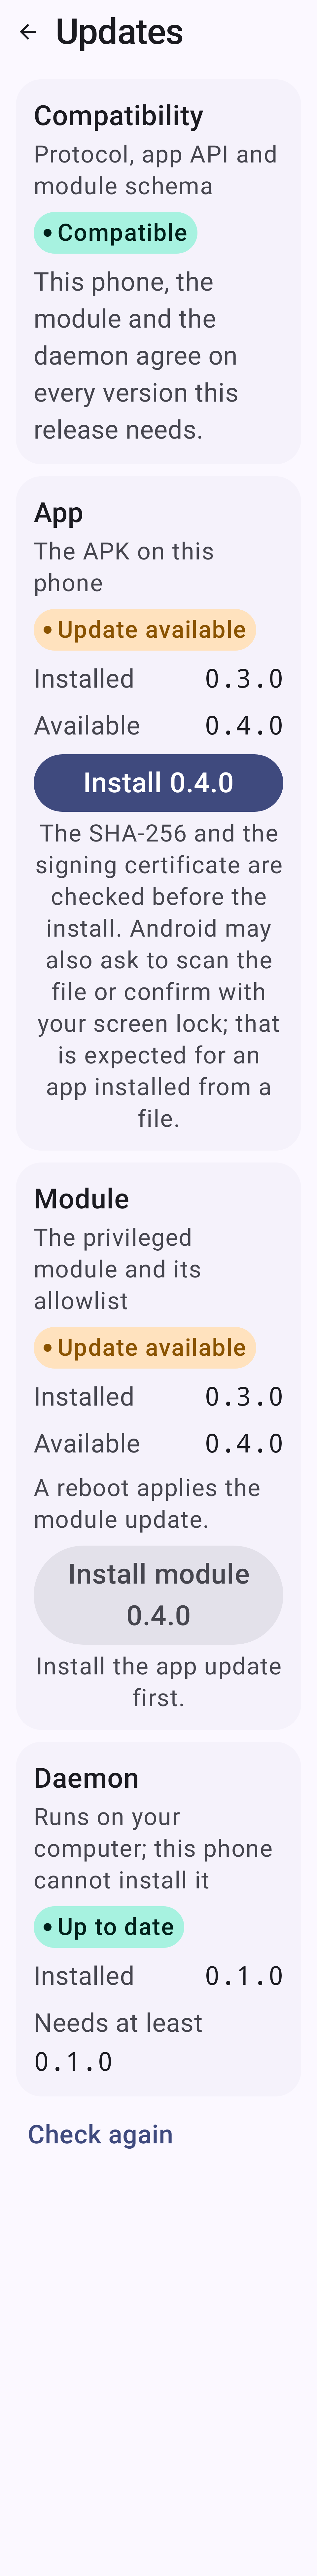 Updates
Compatibility
Protocol, app API and
module schema
• Compatible
This phone, the
module and the
daemon agree on
every version this
release needs.
App
The APK on this
phone
• Update available
Installed 0.3.0
Available 0.4.0
Install 0.4.0
The SHA-256 and the
signing certificate are
checked before the
install. Android may
also ask to scan the
file or confirm with
your screen lock; that
is expected for an
app installed from a
file.
Module
The privileged
module and its
allowlist
• Update available
Installed 0.3.0
Available 0.4.0
A reboot applies the
module update.
Install module
0.4.0
Install the app update
first.
Daemon
Runs on your
computer; this phone
cannot install it
• Up to date
Installed 0.1.0
Needs at least
0.1.0
Check again